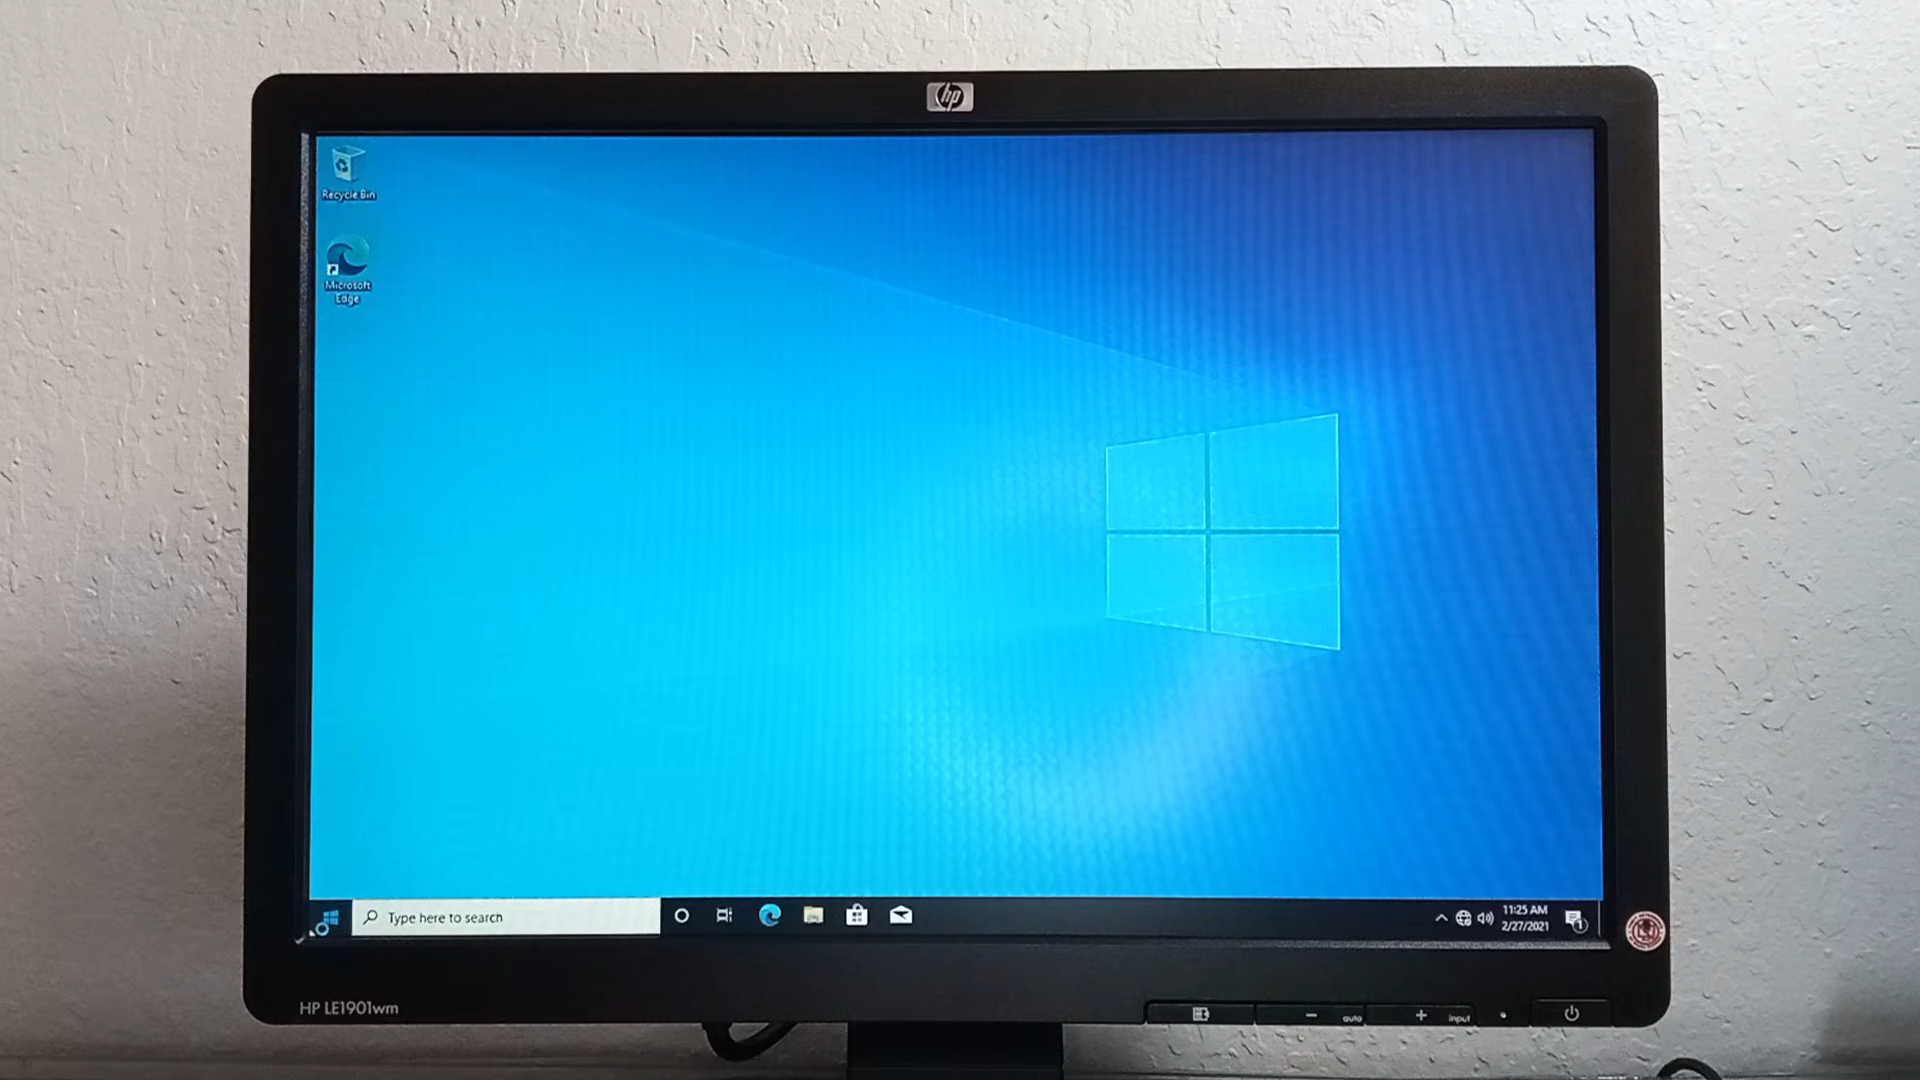 hp
Recycle Bin
Microsoft
Edge
Type here to search
11:25 AM
2/27/2021
1
HP LE1901wm
auto
input